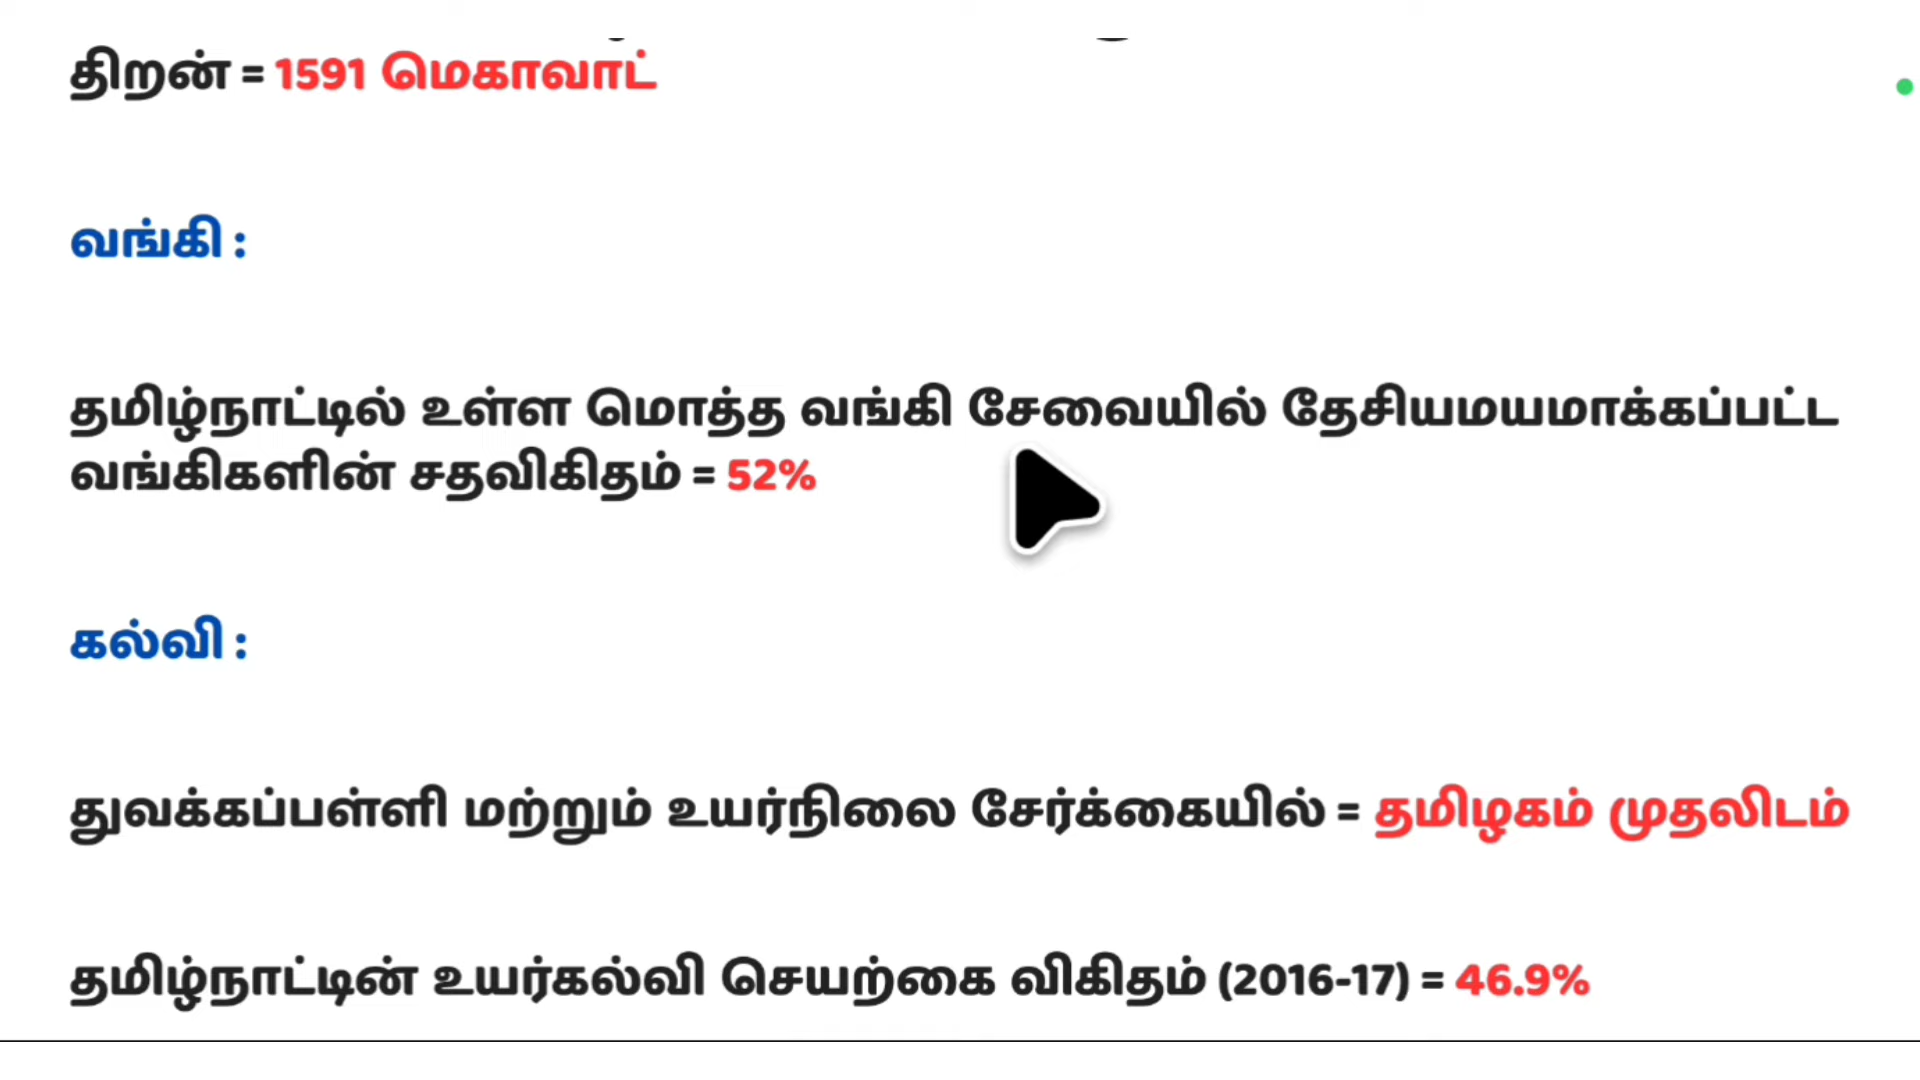 திறன் = 1591 மெகாவாட்
வங்கி :
தமிழ்நாட்டில் உள்ள மொத்த வங்கி சேவையில் தேசியமயமாக்கப்பட்ட
வங்கிகளின் சதவிகிதம் = 52%
கல்வி :
துவக்கப்பள்ளி மற்றும் உயர்நிலை சேர்க்கையில் = தமிழகம் முதலிடம்
தமிழ்நாட்டின் உயர்கல்வி செயற்கை விகிதம் (2016-17) = 46.9%